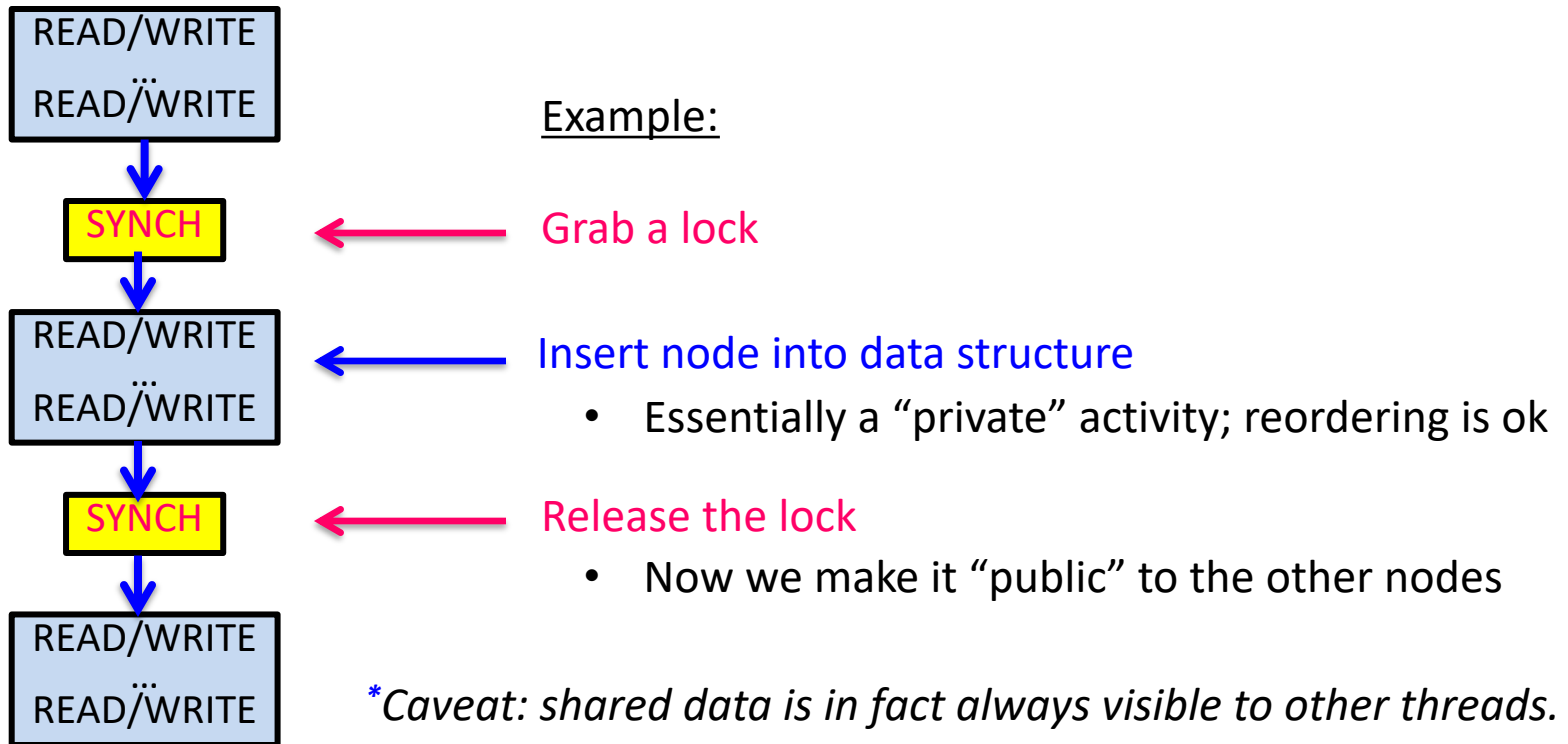 READ/WRITE
...
READ/WRITE
Example:
SYNCH
Grab a lock
READ/WRITE
...
READ/WRITE
Insert node into data structure
• Essentially a “private” activity; reordering is ok
SYNCH
Release the lock
• Now we make it “public” to the other nodes
READ/WRITE
...
READ/WRITE
*Caveat: shared data is in fact always visible to other threads.